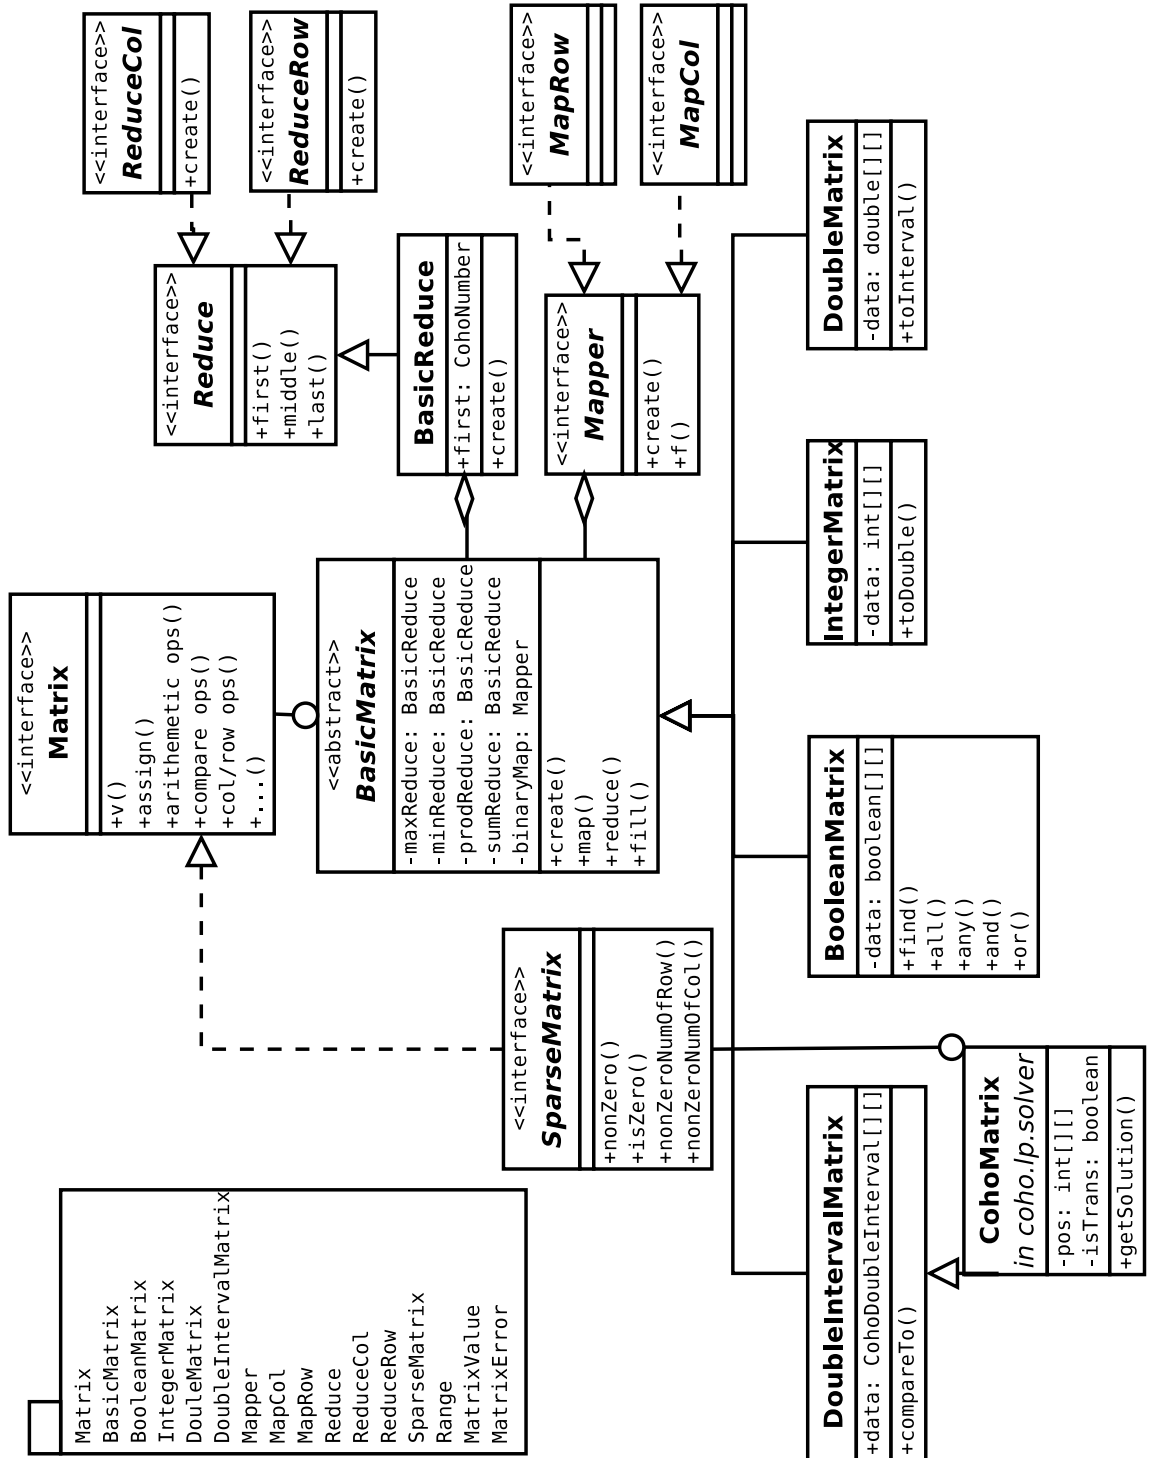 Matrix
BasicMatrix
BooleanMatrix
IntegerMatrix
DouleMatrix
DoubleIntervalMatrix
Mapper
MapCol
MapRow
Reduce
ReduceCol
ReduceRow
SparseMatrix
Range
MatrixValue
MatrixError
<<interface>>
Matrix
+v()
+assign()
+arithemetic ops()
+compare ops()
+col/row ops()
+...()
<<interface>>
ReduceCol
+create()
<<interface>>
ReduceRow
+create()
<<interface>>
Reduce
+first()
+middle()
+last()
<<abstract>>
BasicMatrix
-maxReduce: BasicReduce
-minReduce: BasicReduce
-prodReduce: BasicReduce
-sumReduce: BasicReduce
-binaryMap: Mapper
+create()
+map()
+reduce()
+fill()
BasicReduce
+first: CohoNumber
+create()
<<interface>>
MapRow
<<interface>>
MapCol
<<interface>>
Mapper
+create()
+f()
<<interface>>
SparseMatrix
+nonZero()
+isZero()
+nonZeroNumOfRow()
+nonZeroNumOfCol()
DoubleIntervalMatrix
+data: CohoDoubleInterval[][]
+compareTo()
BooleanMatrix
-data: boolean[][]
+find()
+all()
+any()
+and()
+or()
IntegerMatrix
-data: int[][]
+toDouble()
DoubleMatrix
-data: double[][]
+toInterval()
CohoMatrix
in coho.lp.solver
-pos: int[][]
-isTrans: boolean
+getSolution()